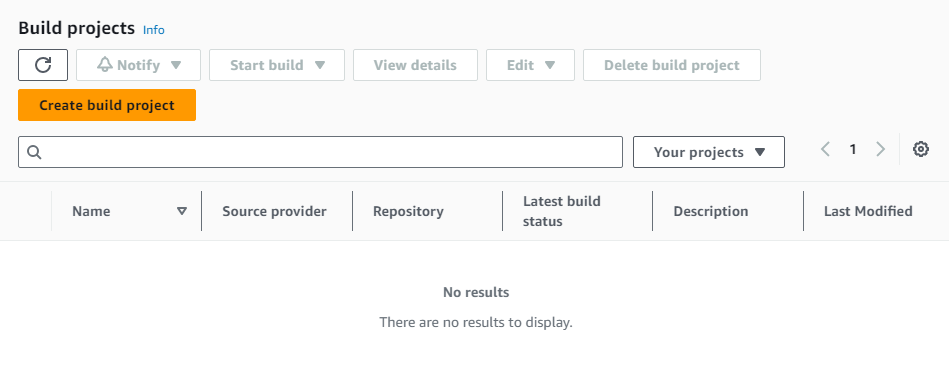 Build projects Info
Notify Start build View details Edit Delete build project
Create build project
Your projects 1
Name Source provider Repository Latest build status Description Last Modified
No results
There are no results to display.